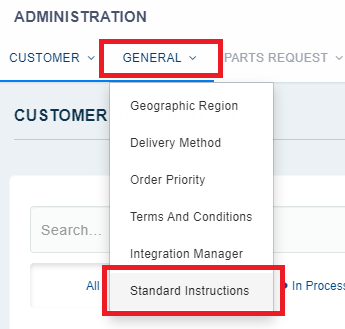 ADMINISTRATION
CUSTOMER GENERAL PARTS REQUEST
CUSTOMER
Geographic Region
Delivery Method
Order Priority
Terms And Conditions
Integration Manager
Standard Instructions
Search...
All In Process